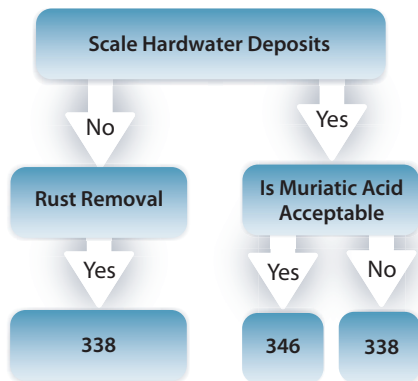 Scale Hardwater Deposits
No
Yes
Rust Removal
Is Muriatic Acid
Acceptable
Yes
Yes
No
338
346
338